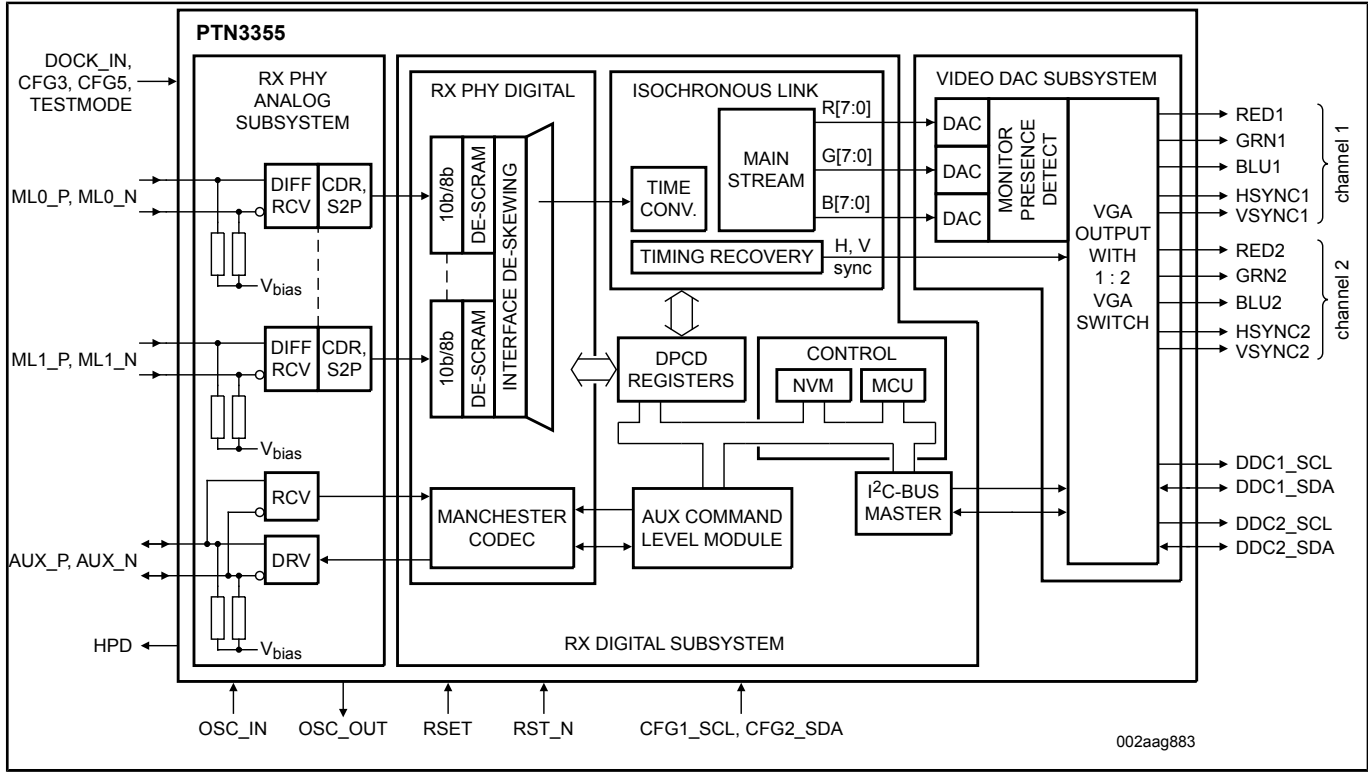 PTN3355
DOCK_IN,
CFG3, CFG5,
TESTMODE
ML0_P, ML0_N
ML1_P, ML1_N
AUX_P, AUX_N
HPD
RX PHY
ANALOG
SUBSYSTEM
DIFF
RCV
CDR,
S2P
Vbias
DIFF
RCV
CDR,
S2P
Vbias
RCV
DRV
Vbias
RX PHY DIGITAL
10b/8b
DE-SCRAM
10b/8b
DE-SCRAM
INTERFACE DE-SKEWING
MANCHESTER
CODEC
ISOCHRONOUS LINK
TIME
CONV.
MAIN
STREAM
R[7:0]
G[7:0]
B[7:0]
TIMING RECOVERY
H, V
sync
DPCD
REGISTERS
CONTROL
NVM
MCU
AUX COMMAND
LEVEL MODULE
I2C-BUS
MASTER
RX DIGITAL SUBSYSTEM
VIDEO DAC SUBSYSTEM
DAC
DAC
DAC
MONITOR
PRESENCE
DETECT
VGA
OUTPUT
WITH
1 : 2
VGA
SWITCH
RED1
GRN1
BLU1
HSYNC1
VSYNC1
channel 1
RED2
GRN2
BLU2
HSYNC2
VSYNC2
channel 2
DDC1_SCL
DDC1_SDA
DDC2_SCL
DDC2_SDA
OSC_IN
OSC_OUT
RSET
RST_N
CFG1_SCL, CFG2_SDA
002aag883